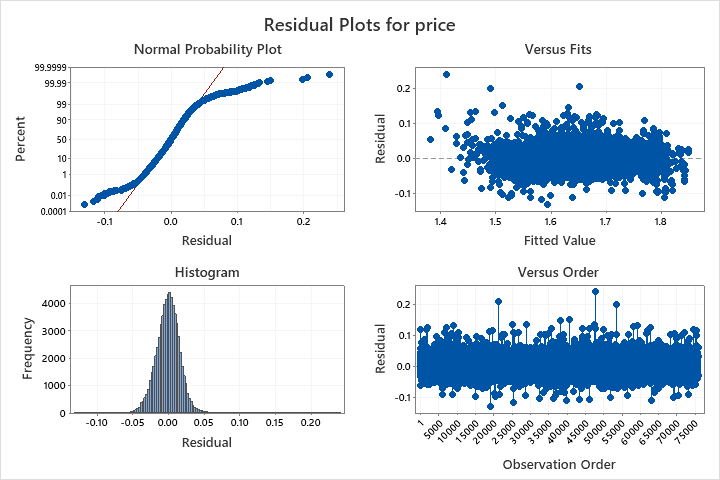 Residual Plots for price
Normal Probability Plot
Percent
99.9999
99.99
99
90
50
10
1
0.01
0.0001
-0.1 0.0 0.1 0.2
Residual
Versus Fits
Residual
0.2
0.1
0.0
-0.1
1.4 1.5 1.6 1.7 1.8
Fitted Value
Histogram
Frequency
4000
3000
2000
1000
0
-0.10 -0.05 0.00 0.05 0.10 0.15 0.20
Residual
Versus Order
Residual
0.2
0.1
0.0
-0.1
1 5000 10000 15000 20000 25000 30000 35000 40000 45000 50000 55000 60000 65000 70000 75000
Observation Order